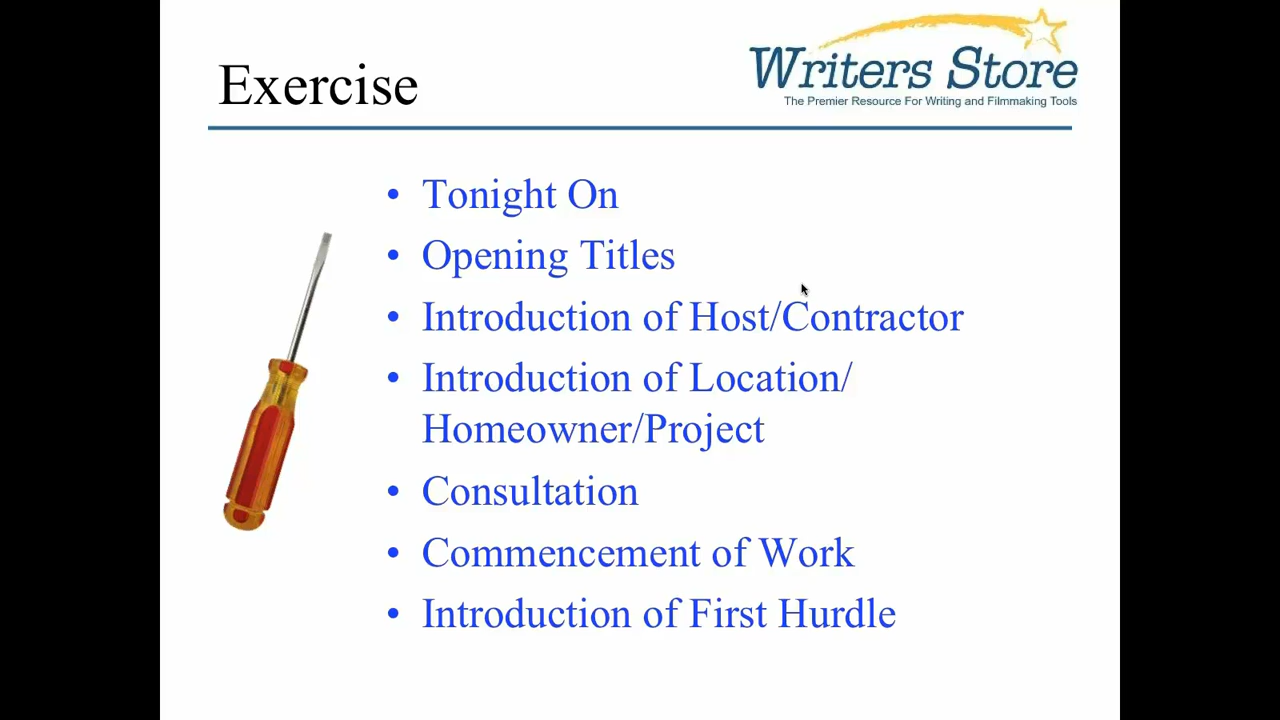 Exercise
Writers Store
The Premier Resource For Writing and Filmmaking Tools
• Tonight On
• Opening Titles
• Introduction of Host/Contractor
• Introduction of Location/
Homeowner/Project
• Consultation
• Commencement of Work
• Introduction of First Hurdle